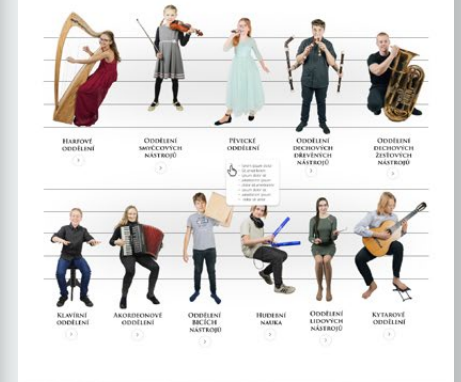 Harfové
oddělení
Oddělení
smyčcových
nástrojů
Pěvecké
oddělení
Oddělení
dechových
dřevěných
nástrojů
Oddělení
dechových
žesťových
nástrojů
Klavírní
oddělení
Akordeonové
oddělení
Oddělení
bicích
nástrojů
Hudební
nauka
Oddělení
lidových
nástrojů
Kytarové
oddělení